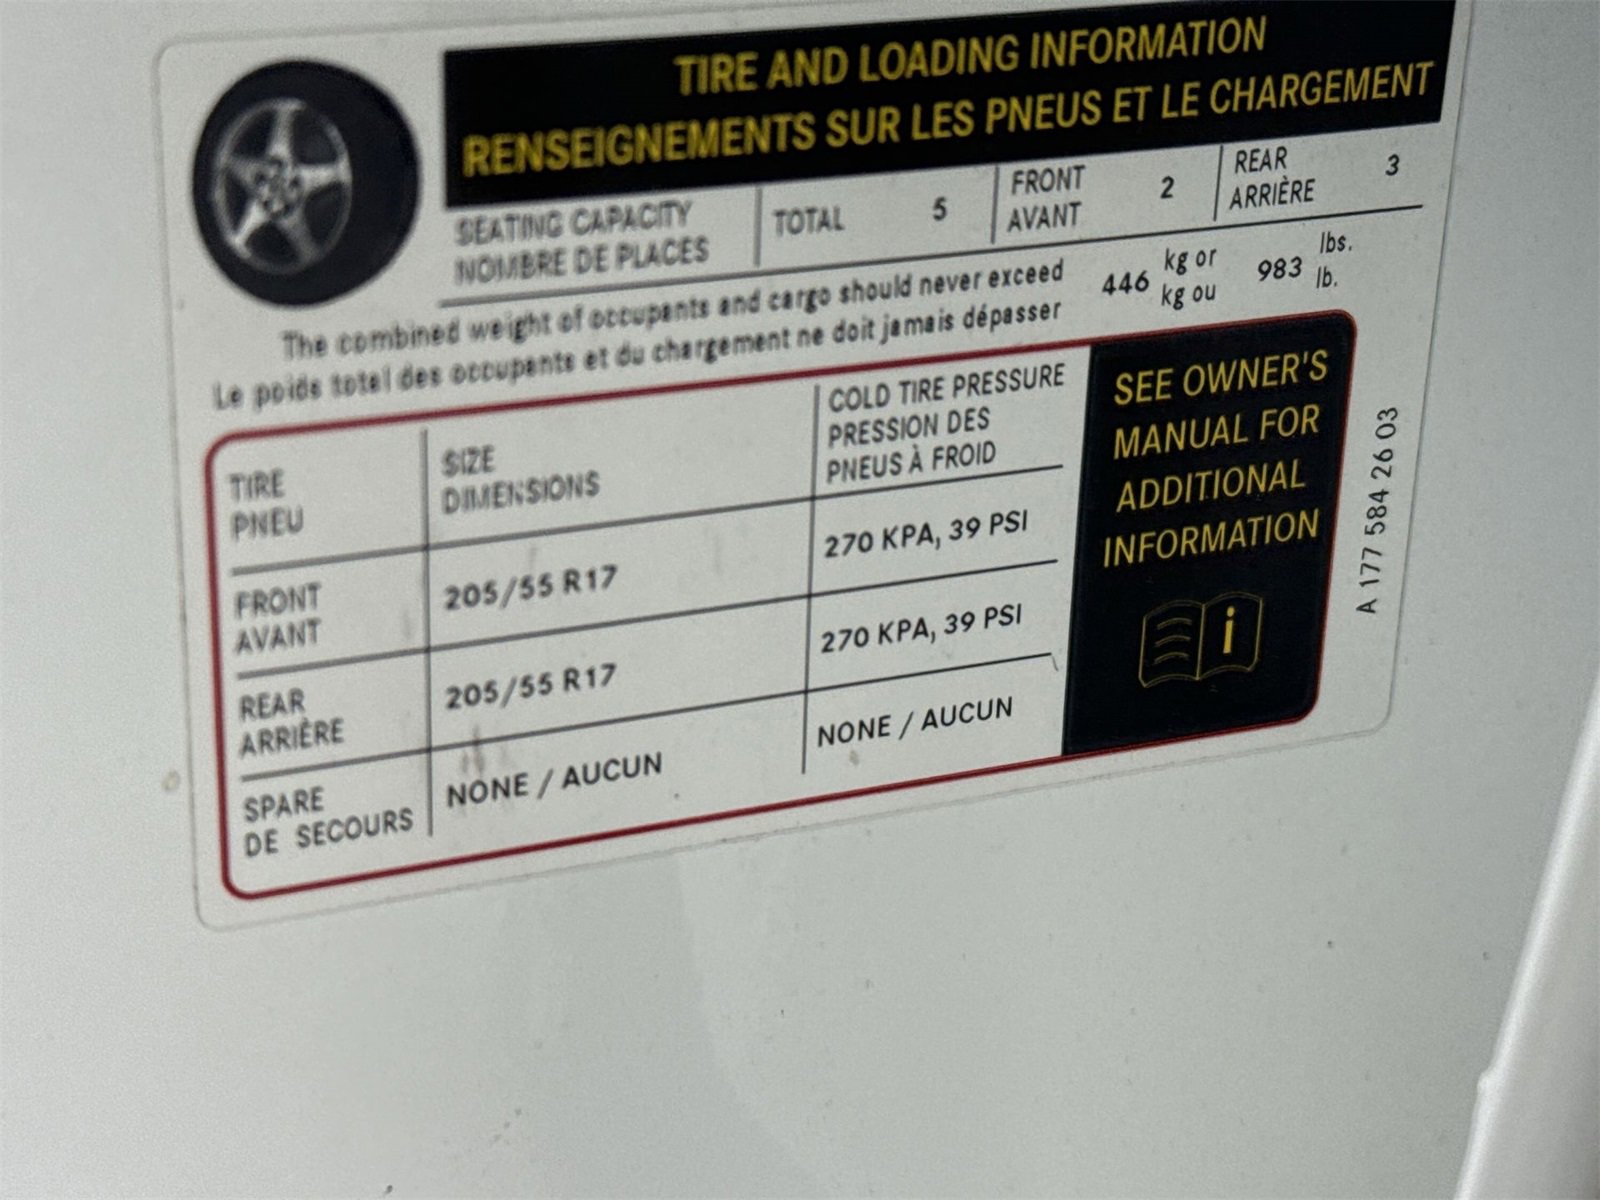 TIRE AND LOADING INFORMATION
RENSEIGNEMENTS SUR LES PNEUS ET LE CHARGEMENT
SEATING CAPACITY
NOMBRE DE PLACES
TOTAL 5
FRONT
AVANT
2
REAR
ARRIÈRE
3
The combined weight of occupants and cargo should never exceed
Le poids total des occupants et du chargement ne doit jamais dépasser
446
kg or
kg ou
983
lbs.
lb.
TIRE
PNEU
SIZE
DIMENSIONS
COLD TIRE PRESSURE
PRESSION DES
PNEUS À FROID
FRONT
AVANT
205/55 R17
270 KPA, 39 PSI
REAR
ARRIÈRE
205/55 R17
270 KPA, 39 PSI
SPARE
DE SECOURS
NONE / AUCUN
NONE / AUCUN
SEE OWNER'S
MANUAL FOR
ADDITIONAL
INFORMATION
i
A 177 584 26 03